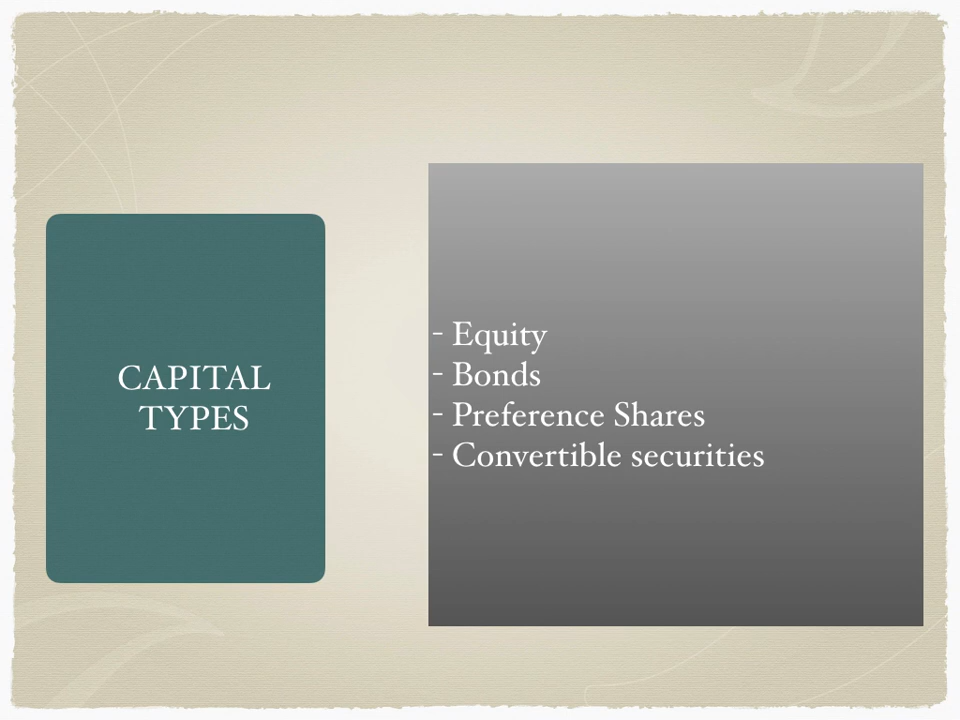 CAPITAL
TYPES
- Equity
- Bonds
- Preference Shares
- Convertible securities